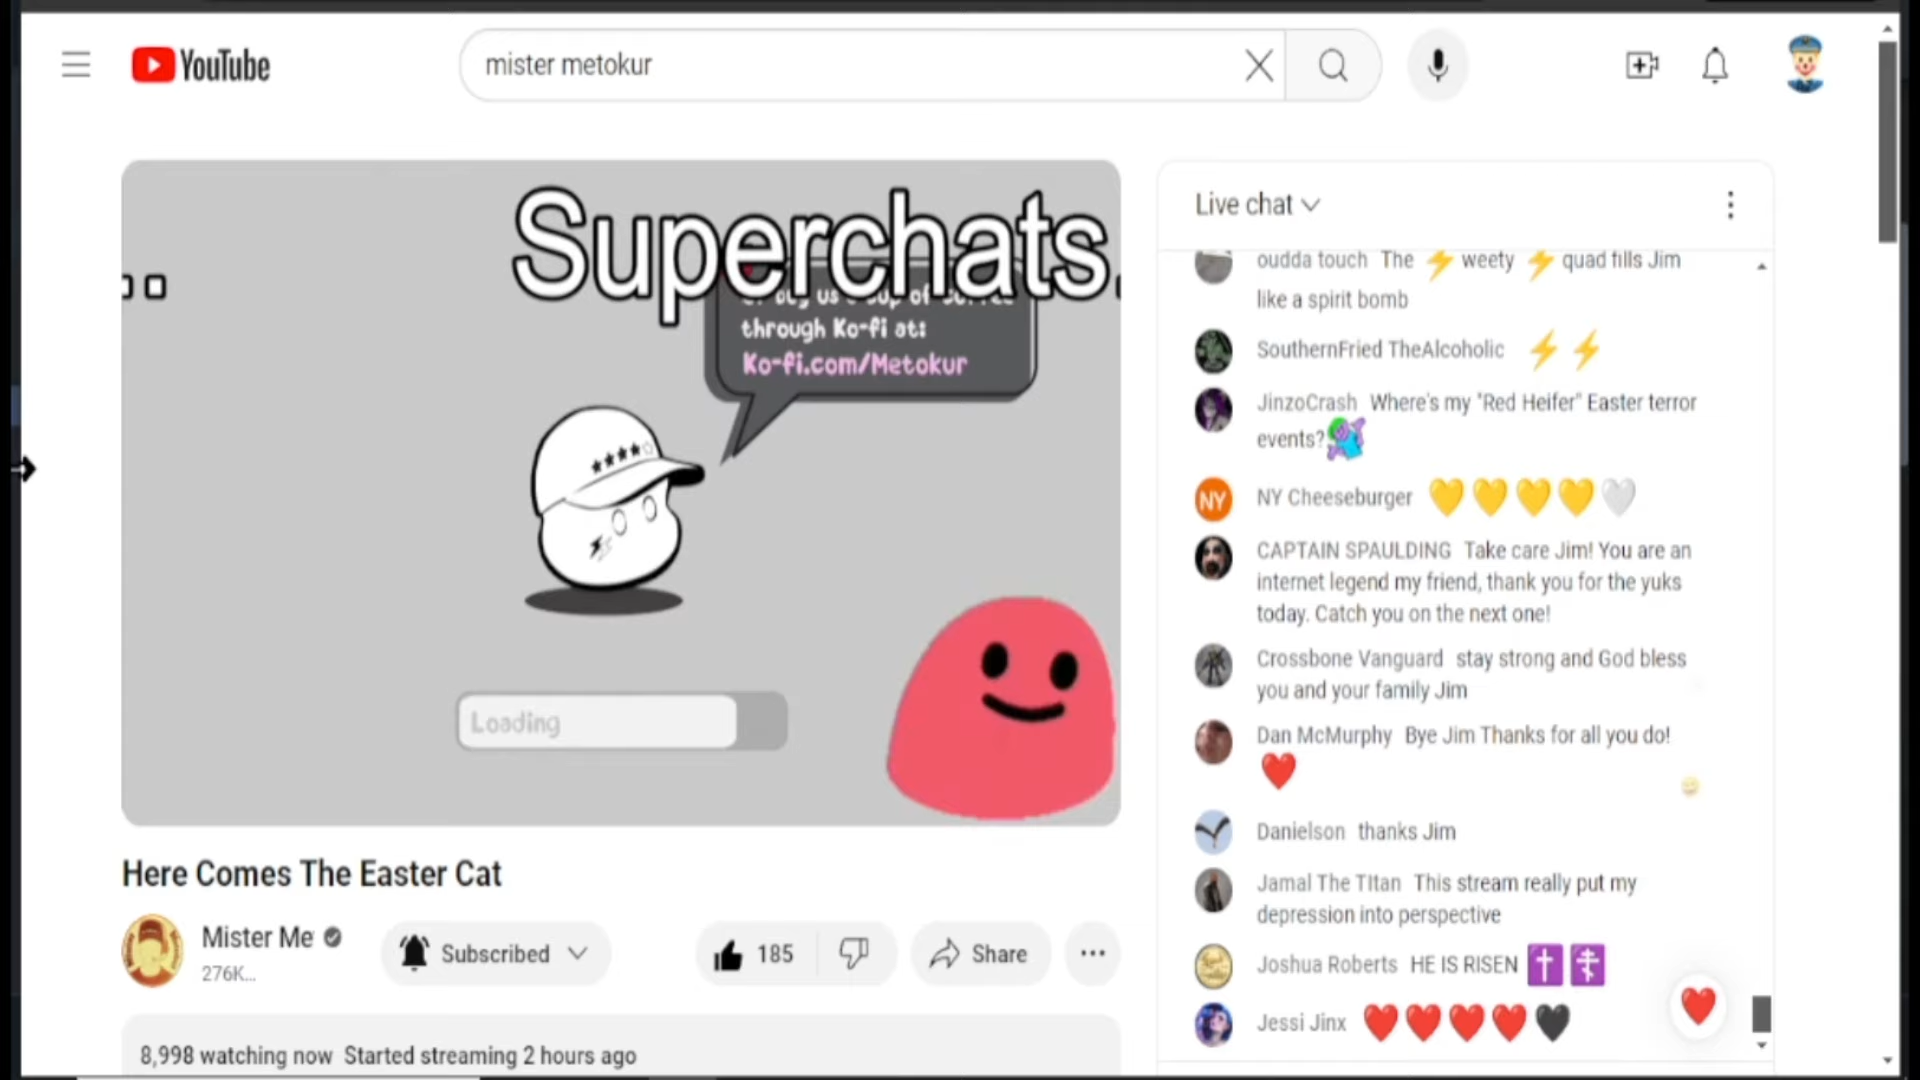 YouTube
mister metokur
Superchats.
..
through Ko-fi at:
Ko-fi.com/Metokur
Loading
Here Comes The Easter Cat
Mister Me
276K...
Subscribed
185
Share
8,998 watching now Started streaming 2 hours ago
Live chat
oudda touch The ⚡ weety ⚡ quad fills Jim
like a spirit bomb
SouthernFried TheAlcoholic ⚡⚡
JinzoCrash Where's my "Red Heifer" Easter terror
events?
NY
NY Cheeseburger 💛💛💛💛🤍
CAPTAIN SPAULDING Take care Jim! You are an
internet legend my friend, thank you for the yuks
today. Catch you on the next one!
Crossbone Vanguard stay strong and God bless
you and your family Jim
Dan McMurphy Bye Jim Thanks for all you do!
❤️
Danielson thanks Jim
Jamal The TItan This stream really put my
depression into perspective
Joshua Roberts HE IS RISEN ✝️☦️
Jessi Jinx ❤️❤️❤️❤️🖤